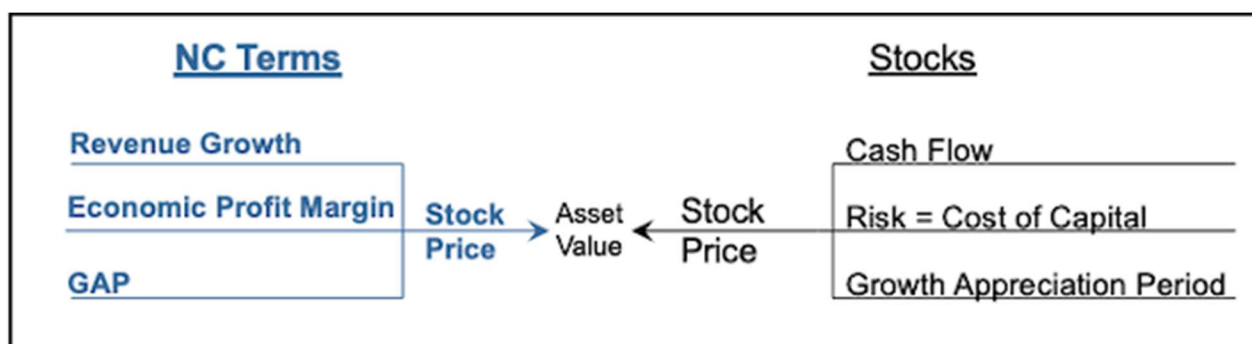 NC Terms
Revenue Growth
Economic Profit Margin
GAP
Stock
Price
Asset
Value
Stocks
Stock
Price
Cash Flow
Risk = Cost of Capital
Growth Appreciation Period